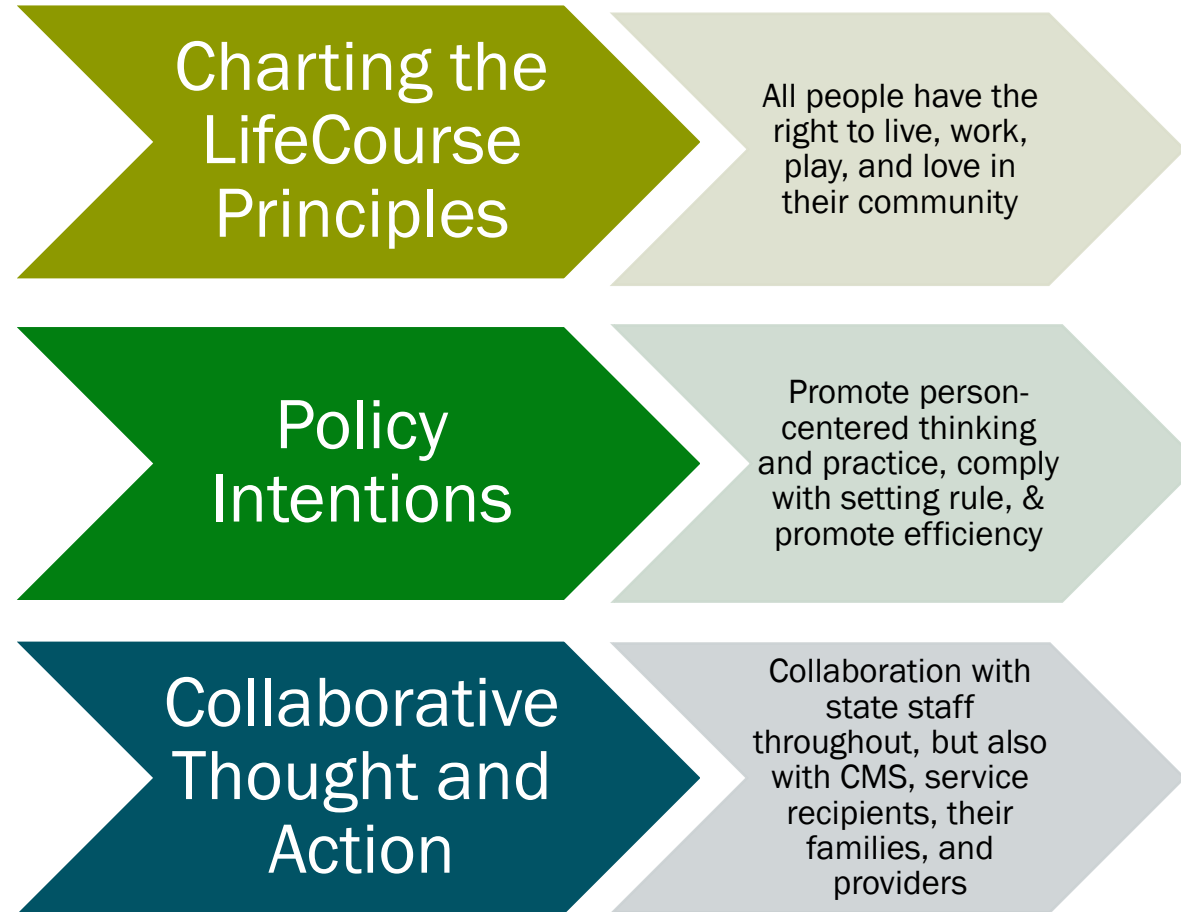 Charting the
LifeCourse
Principles
All people have the
right to live, work,
play, and love in
their community
Policy
Intentions
Promote person-
centered thinking
and practice, comply
with setting rule, &
promote efficiency
Collaborative
Thought and
Action
Collaboration with
state staff
throughout, but also
with CMS, service
recipients, their
families, and
providers